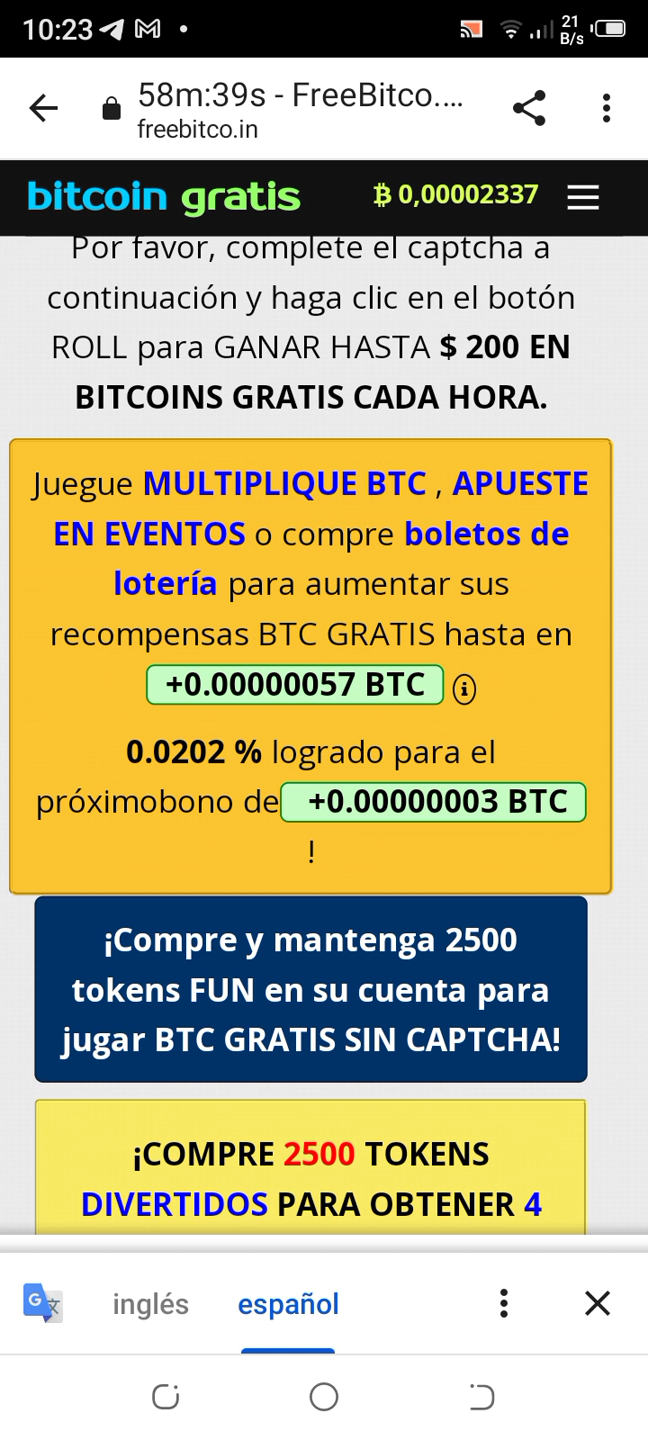 10:23
21
B/s
58m:39s - FreeBitco....
freebitco.in
bitcoin gratis
₿ 0,00002337
Por favor, complete el captcha a
continuación y haga clic en el botón
ROLL para GANAR HASTA $ 200 EN
BITCOINS GRATIS CADA HORA.
Juegue MULTIPLIQUE BTC , APUESTE
EN EVENTOS o compre boletos de
lotería para aumentar sus
recompensas BTC GRATIS hasta en
+0.00000057 BTC
0.0202 % logrado para el
próximobono de +0.00000003 BTC
!
¡Compre y mantenga 2500
tokens FUN en su cuenta para
jugar BTC GRATIS SIN CAPTCHA!
¡COMPRE 2500 TOKENS
DIVERTIDOS PARA OBTENER 4
inglés español